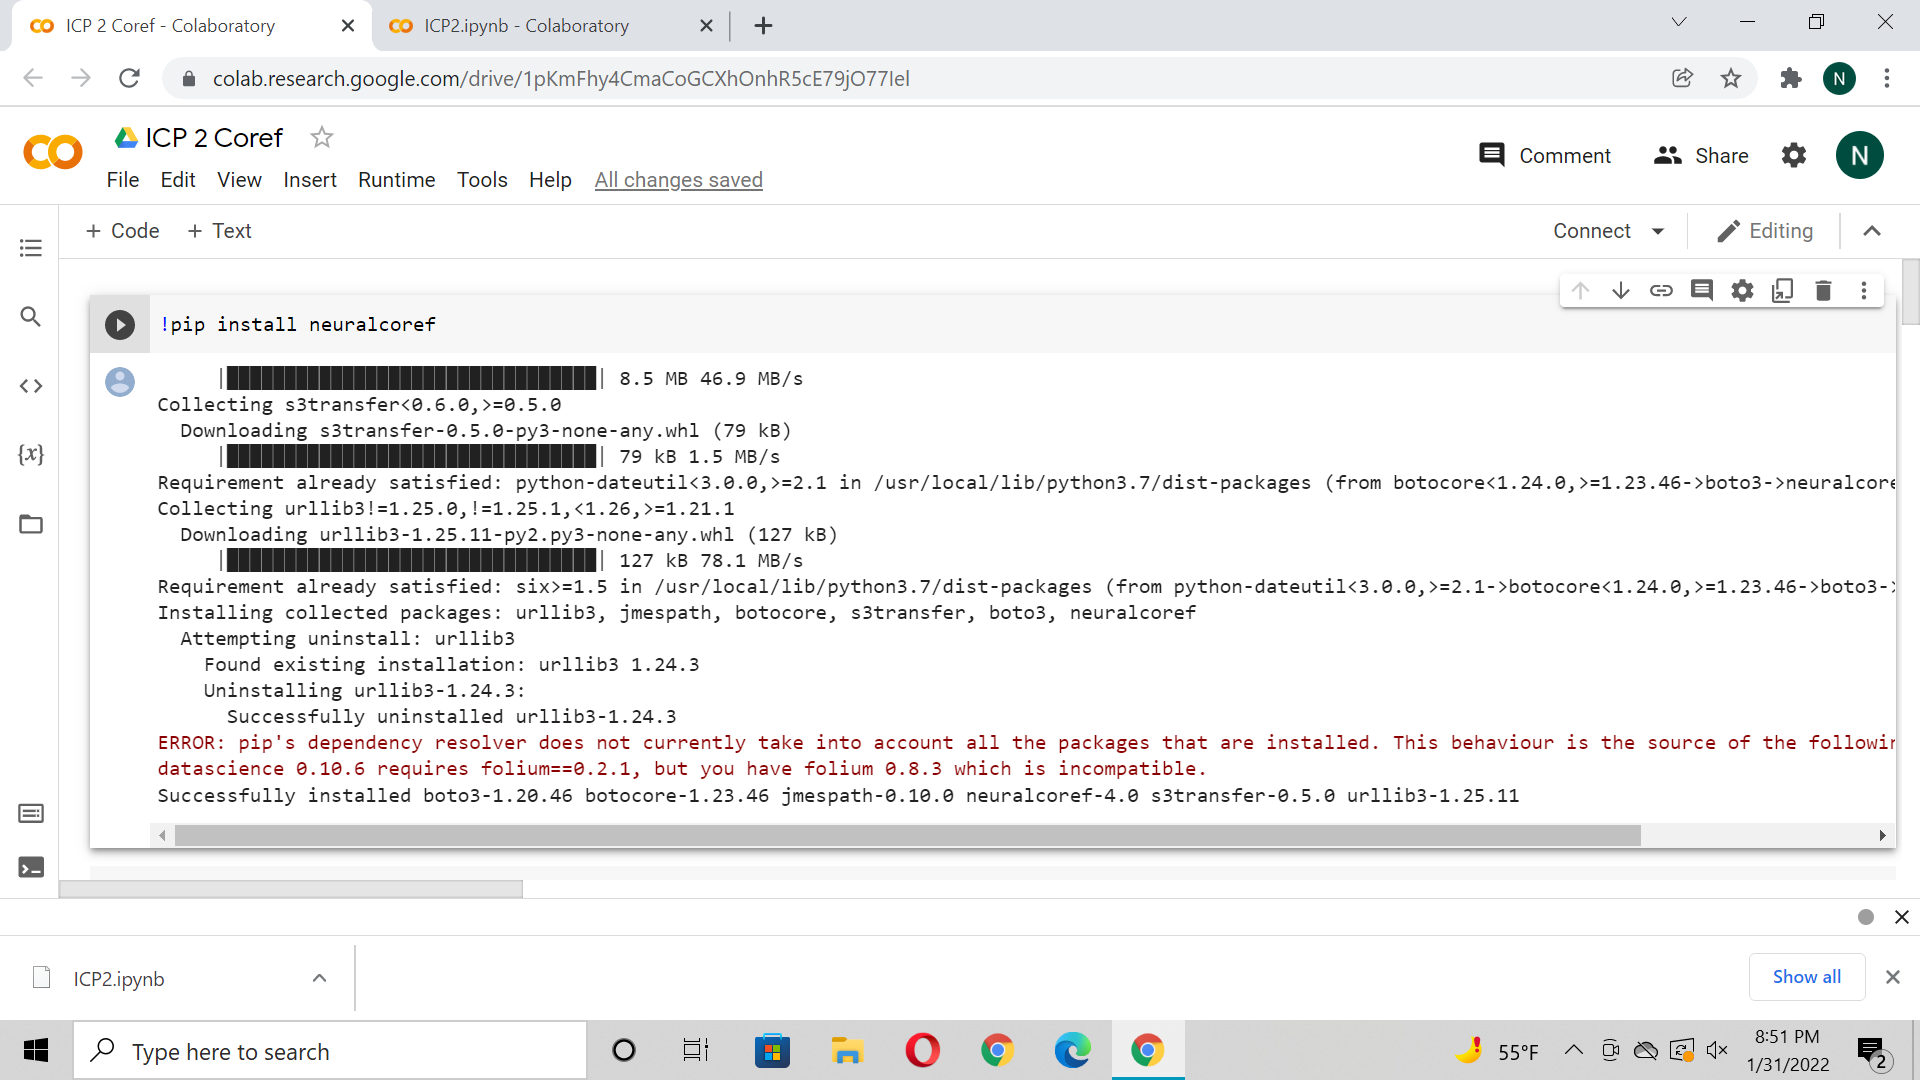 ICP 2 Coref - Colaboratory
ICP2.ipynb - Colaboratory
colab.research.google.com/drive/1pKmFhy4CmaCoGCXhOnhR5cE79jO77Iel
N
ICP 2 Coref
Comment
Share
N
File Edit View Insert Runtime Tools Help All changes saved
+ Code + Text
Connect
Editing
!pip install neuralcoref
8.5 MB 46.9 MB/s
Collecting s3transfer<0.6.0,>=0.5.0
Downloading s3transfer-0.5.0-py3-none-any.whl (79 kB)
79 kB 1.5 MB/s
Requirement already satisfied: python-dateutil<3.0.0,>=2.1 in /usr/local/lib/python3.7/dist-packages (from botocore<1.24.0,>=1.23.46->boto3->neuralcore
Collecting urllib3!=1.25.0,!=1.25.1,<1.26,>=1.21.1
Downloading urllib3-1.25.11-py2.py3-none-any.whl (127 kB)
127 kB 78.1 MB/s
Requirement already satisfied: six>=1.5 in /usr/local/lib/python3.7/dist-packages (from python-dateutil<3.0.0,>=2.1->botocore<1.24.0,>=1.23.46->boto3->
Installing collected packages: urllib3, jmespath, botocore, s3transfer, boto3, neuralcoref
Attempting uninstall: urllib3
Found existing installation: urllib3 1.24.3
Uninstalling urllib3-1.24.3:
Successfully uninstalled urllib3-1.24.3
ERROR: pip's dependency resolver does not currently take into account all the packages that are installed. This behaviour is the source of the followin
datascience 0.10.6 requires folium==0.2.1, but you have folium 0.8.3 which is incompatible.
Successfully installed boto3-1.20.46 botocore-1.23.46 jmespath-0.10.0 neuralcoref-4.0 s3transfer-0.5.0 urllib3-1.25.11
{x}
ICP2.ipynb
Show all
Type here to search
55°F
8:51 PM
1/31/2022
2